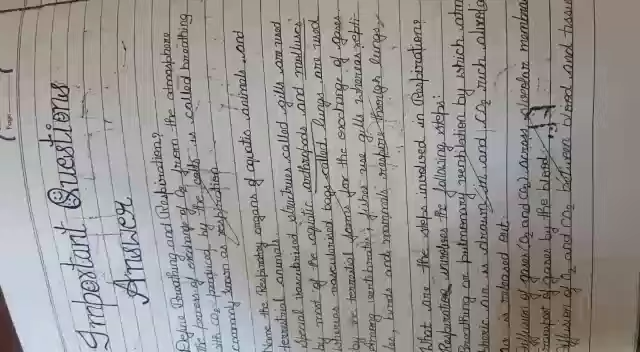 Page
Important Questions
Answer
Define Breathing and Respiration?
the process of exchange of O2 from the atmosphere
with CO2 produced by the cells is called breathing
commonly known as respiration
Name the Respiratory organs of aquatic animals and
terrestrial animals
special vascularised structures called gills are used
by most of the aquatic arthropods and molluscs
whereas vascularised bags called lungs are used
by the terrestrial forms for the exchange of gases.
Among vertebrates, fishes use gills whereas repti-
les, birds and mammals respire through lungs
What are the steps involved in Respiration?
Respiration involves the following steps:
Breathing or pulmonary ventilation by which atm
spheric air is drawn in and CO2 rich alveolar
air is released out.
diffusion of gases (O2 and CO2) across alveolar membra
transport of gases by the blood
diffusion of O2 and CO2 between blood and tissue